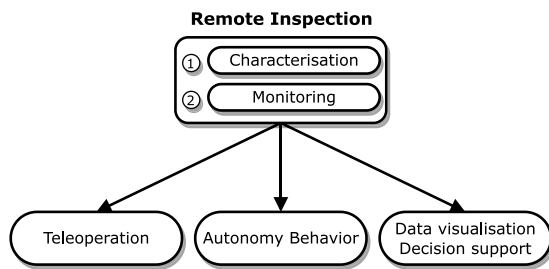 Remote Inspection
1 Characterisation
2 Monitoring
Teleoperation
Autonomy Behavior
Data visualisation
Decision support